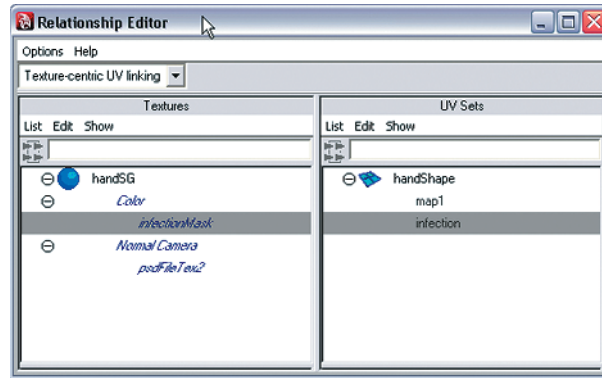 Relationship Editor
Options Help
Texture-centric UV linking
Textures
List Edit Show
handSG
Color
infectionMask
Normal Camera
psdFileTex2
UV Sets
List Edit Show
handShape
map1
infection